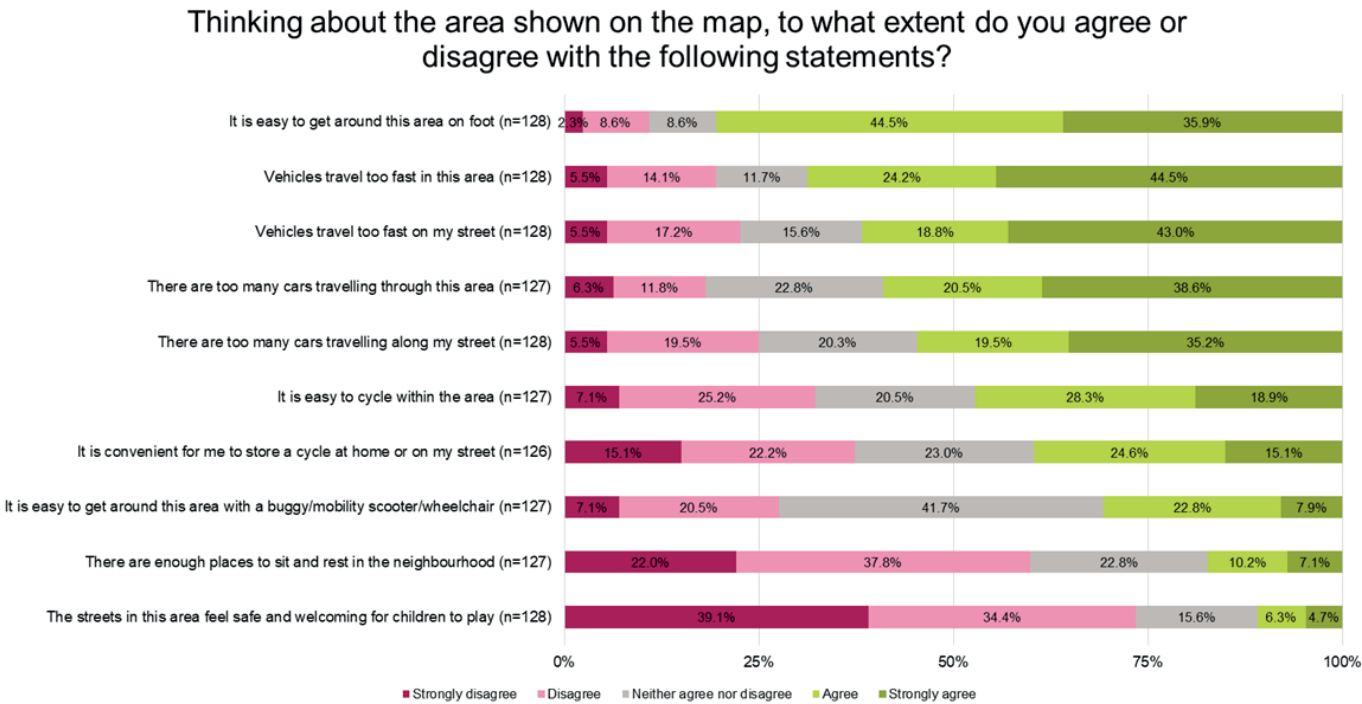 Thinking about the area shown on the map, to what extent do you agree or
disagree with the following statements?
It is easy to get around this area on foot (n=128) 2.3% 8.6% 8.6% 44.5% 35.9%
Vehicles travel too fast in this area (n=128) 5.5% 14.1% 11.7% 24.2% 44.5%
Vehicles travel too fast on my street (n=128) 5.5% 17.2% 15.6% 18.8% 43.0%
There are too many cars travelling through this area (n=127) 6.3% 11.8% 22.8% 20.5% 38.6%
There are too many cars travelling along my street (n=128) 5.5% 19.5% 20.3% 19.5% 35.2%
It is easy to cycle within the area (n=127) 7.1% 25.2% 20.5% 28.3% 18.9%
It is convenient for me to store a cycle at home or on my street (n=126) 15.1% 22.2% 23.0% 24.6% 15.1%
It is easy to get around this area with a buggy/mobility scooter/wheelchair (n=127) 7.1% 20.5% 41.7% 22.8% 7.9%
There are enough places to sit and rest in the neighbourhood (n=127) 22.0% 37.8% 22.8% 10.2% 7.1%
The streets in this area feel safe and welcoming for children to play (n=128) 39.1% 34.4% 15.6% 6.3% 4.7%
0% 25% 50% 75% 100%
Strongly disagree Disagree Neither agree nor disagree Agree Strongly agree